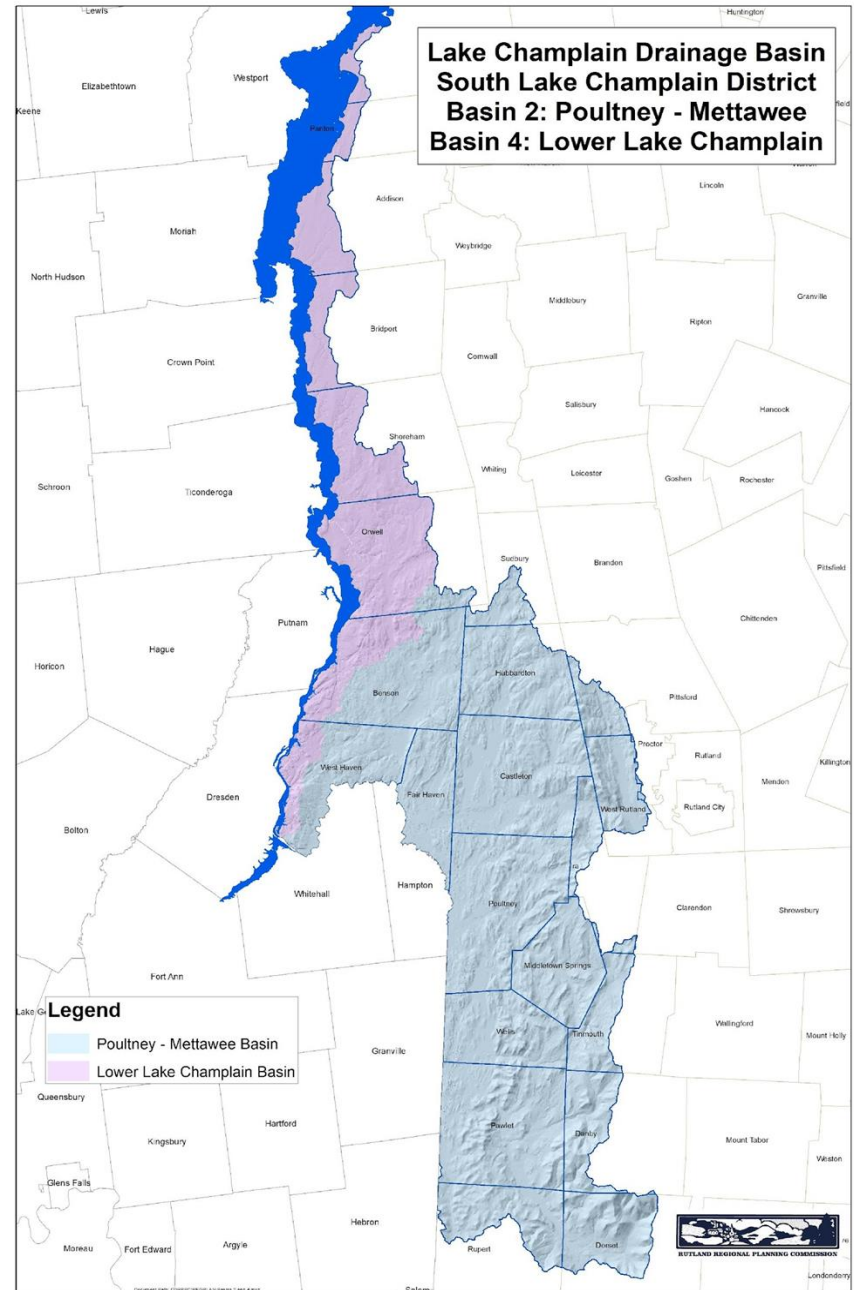 Lewis
Huntington
Lake Champlain Drainage Basin
South Lake Champlain District
Basin 2: Poultney - Mettawee
Basin 4: Lower Lake Champlain
Westport
Elizabethtown
Keene
Panton
Lincoln
Addison
Moriah
Weybridge
North Hudson
Middlebury
Granville
Ripton
Bridport
Cornwall
Crown Point
Salisbury
Hancock
Shoreham
Whiting
Leicester
Goshen
Rochester
Schroon
Ticonderoga
Orwell
Sudbury
Brandon
Pittsfield
Chittenden
Putnam
Hague
Horicon
Hubbardton
Benson
Pittsford
Proctor
Rutland
Killington
West Haven
Castleton
Mendon
Fair Haven
Dresden
West Rutland
Rutland City
Bolton
Hampton
Whitehall
Poultney
Clarendon
Shrewsbury
Middletown Springs
Fort Ann
Legend
Poultney - Mettawee Basin
Lower Lake Champlain Basin
Wells
Tinmouth
Wallingford
Mount Holly
Granville
Queensbury
Hartford
Kingsbury
Pawlet
Danby
Mount Tabor
Weston
Glens Falls
Hebron
Moreau
Fort Edward
Argyle
Rupert
Dorset
RUTLAND REGIONAL PLANNING COMMISSION
Londonderry